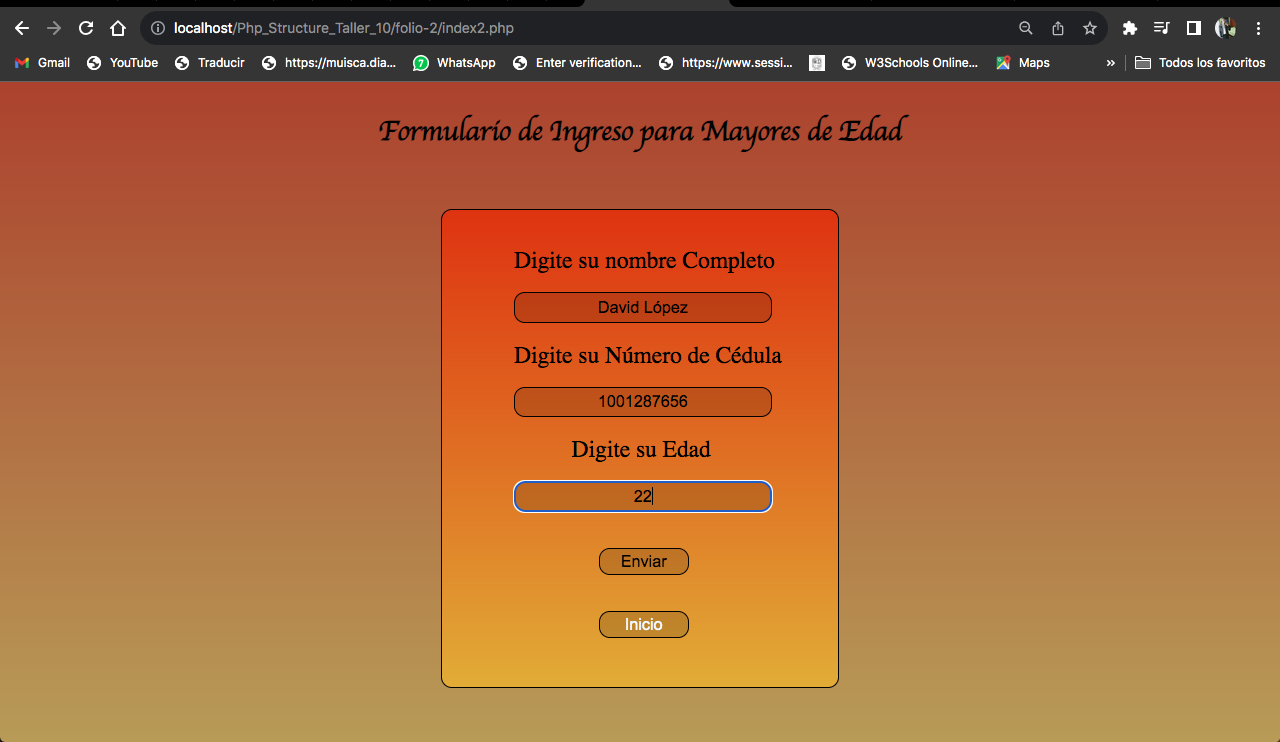 localhost/Php_Structure_Taller_10/folio-2/index2.php
Gmail YouTube Traducir https://muisca.dia... 7 WhatsApp Enter verification... https://www.sessi... W3Schools Online... Maps » Todos los favoritos
Formulario de Ingreso para Mayores de Edad
Digite su nombre Completo
David López
Digite su Número de Cédula
1001287656
Digite su Edad
22
Enviar
Inicio